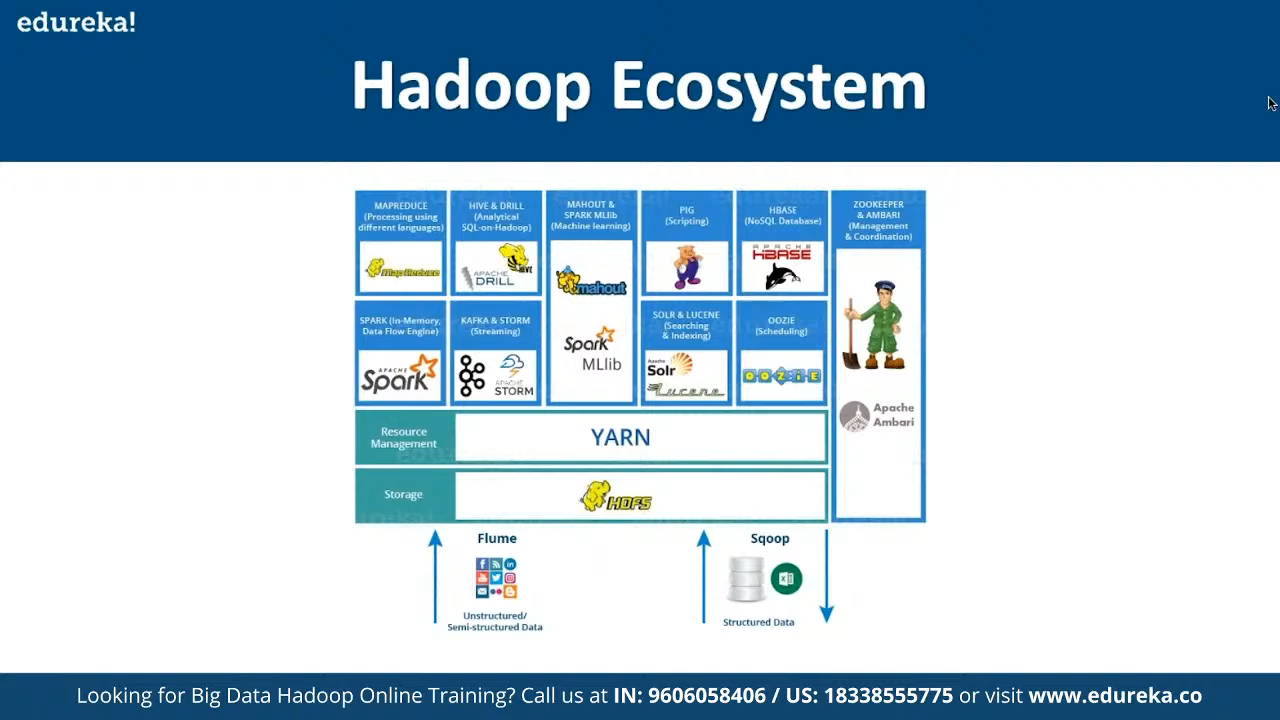 edureka!
Hadoop Ecosystem
MAPREDUCE
(Processing using
different languages)
Map Reduce
HIVE & DRILL
(Analytical
SQL-on-Hadoop)
HIVE
APACHE
DRILL
MAHOUT &
SPARK MLlib
(Machine learning)
mahout
Spark
MLlib
PIG
(Scripting)
HBASE
(NoSQL Database)
APACHE
HBASE
ZOOKEEPER
& AMBARI
(Management
& Coordination)
Apache
Ambari
SPARK (In-Memory,
Data Flow Engine)
APACHE
Spark
KAFKA & STORM
(Streaming)
APACHE
STORM
SOLR & LUCENE
(Searching
& Indexing)
Apache
Solr
Lucene
OOZIE
(Scheduling)
OOZIE
Resource
Management
YARN
Storage
HDFS
Flume
Unstructured/
Semi-structured Data
Sqoop
Structured Data
Looking for Big Data Hadoop Online Training? Call us at IN: 9606058406 / US: 18338555775 or visit www.edureka.co